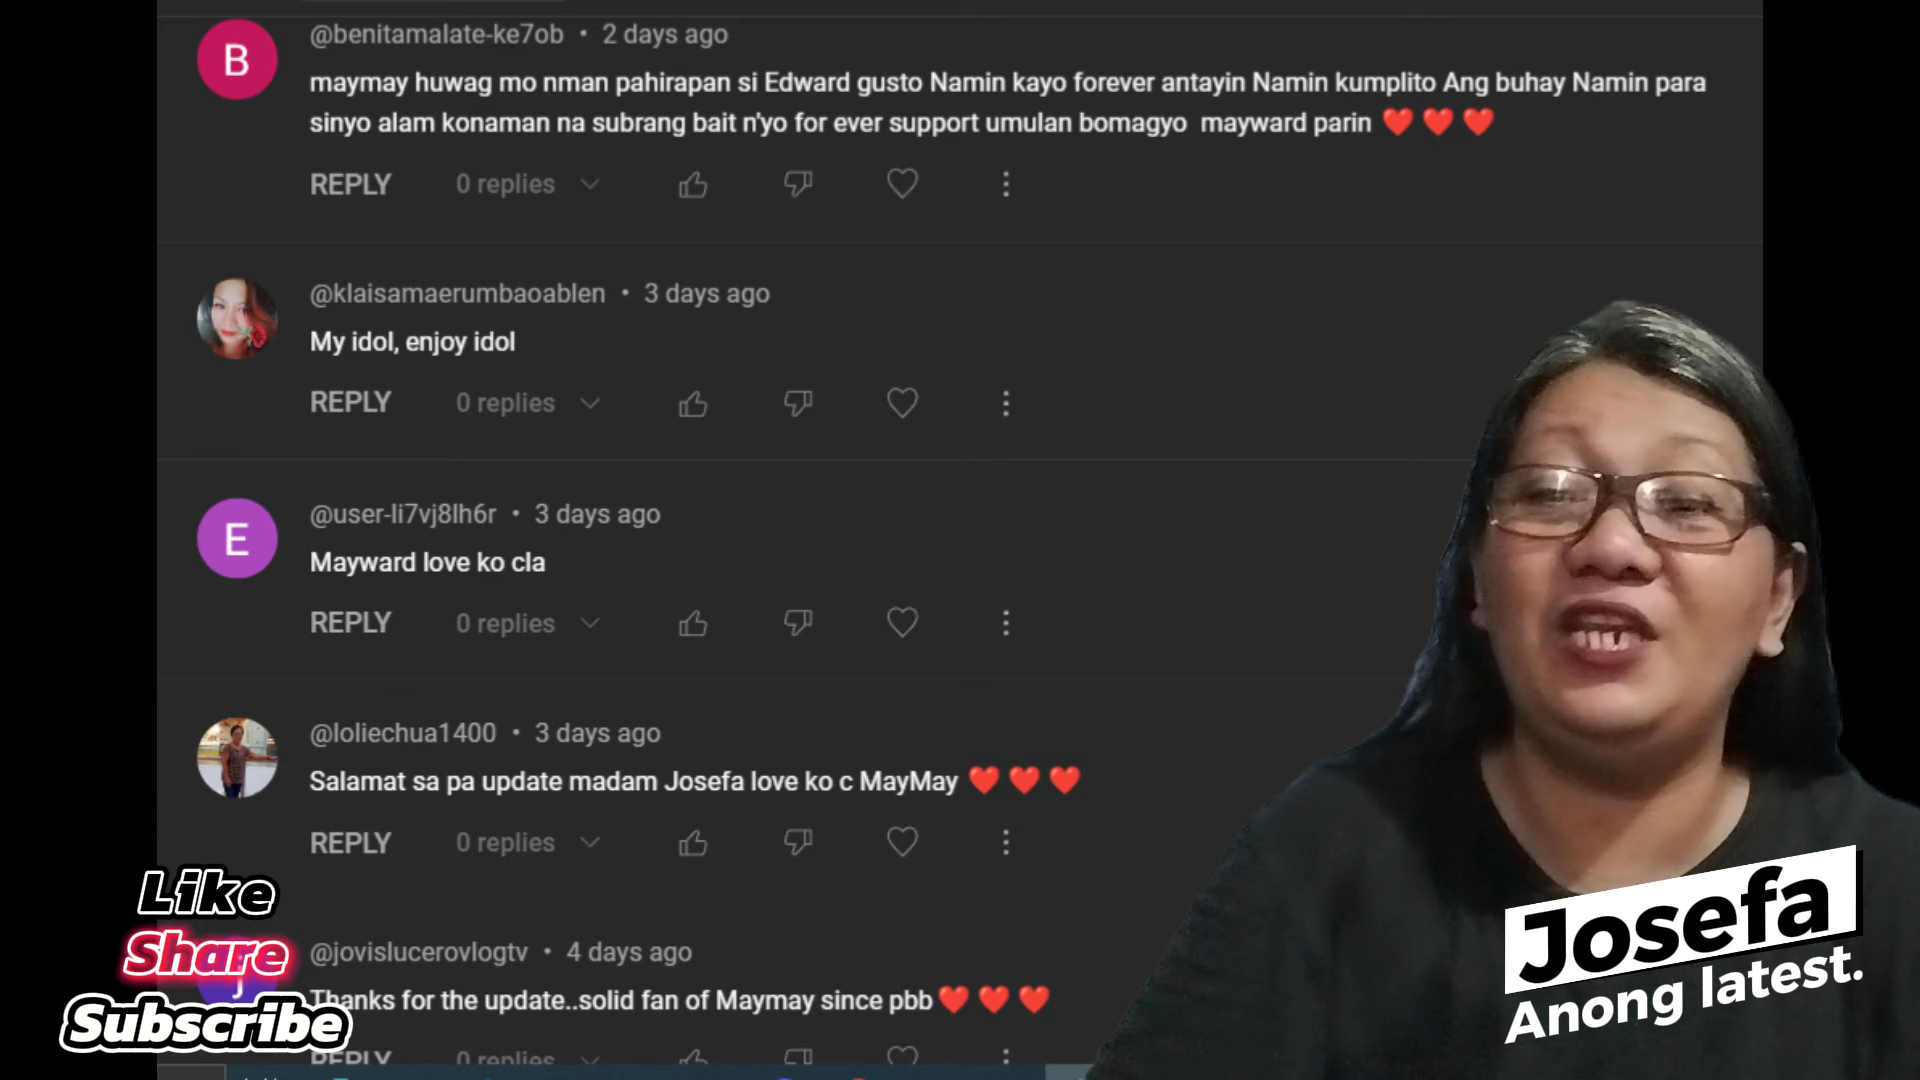 B
@benitamalate-ke7ob • 2 days ago
maymay huwag mo nman pahirapan si Edward gusto Namin kayo forever antayin Namin kumplito Ang buhay Namin para
sinyo alam konaman na subrang bait n'yo for ever support umulan bomagyo mayward parin ❤️ ❤️ ❤️
REPLY 0 replies
@klaisamaerumbaoablen • 3 days ago
My idol, enjoy idol
REPLY 0 replies
E
@user-li7vj8lh6r • 3 days ago
Mayward love ko cla
REPLY 0 replies
@loliechua1400 • 3 days ago
Salamat sa pa update madam Josefa love ko c MayMay ❤️ ❤️ ❤️
REPLY 0 replies
@jovislucerovlogtv • 4 days ago
Thanks for the update..solid fan of Maymay since pbb❤️ ❤️ ❤️
REPLY 0 replies
Like
Share
Subscribe
Josefa
Anong latest.